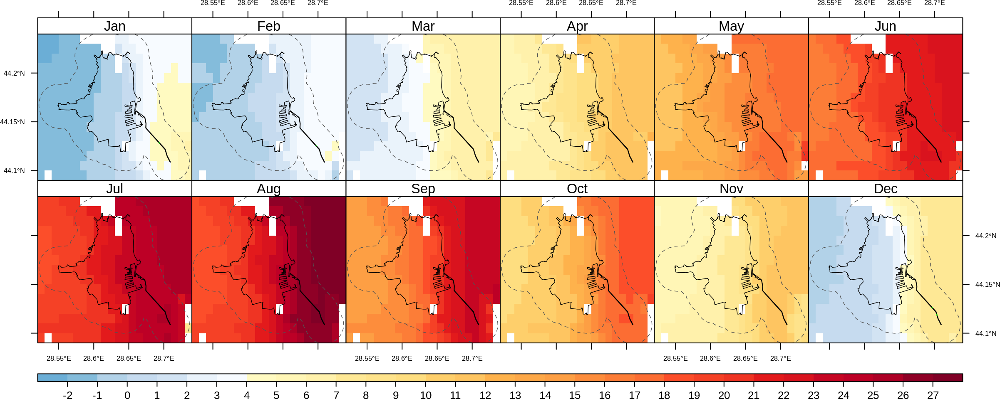 28.55°E 28.6°E 28.65°E 28.7°E 28.55°E 28.6°E 28.65°E 28.7°E 28.55°E 28.6°E 28.65°E 28.7°E
Jan Feb Mar Apr May Jun
44.2°N
44.15°N
44.1°N
Jul Aug Sep Oct Nov Dec
44.2°N
44.15°N
44.1°N
28.55°E 28.6°E 28.65°E 28.7°E 28.55°E 28.6°E 28.65°E 28.7°E 28.55°E 28.6°E 28.65°E 28.7°E
-2 -1 0 1 2 3 4 5 6 7 8 9 10 11 12 13 14 15 16 17 18 19 20 21 22 23 24 25 26 27